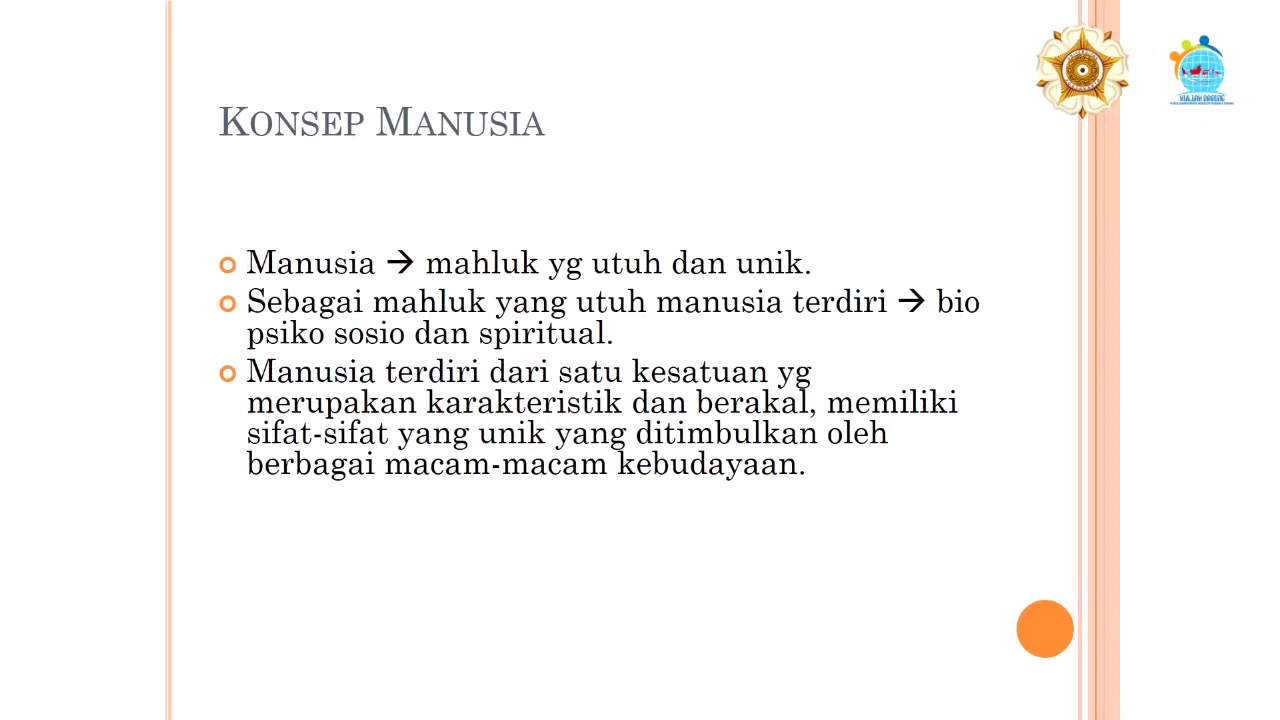 KONSEP MANUSIA
Manusia → mahluk yg utuh dan unik.
Sebagai mahluk yang utuh manusia terdiri → bio
psiko sosio dan spiritual.
Manusia terdiri dari satu kesatuan yg
merupakan karakteristik dan berakal, memiliki
sifat-sifat yang unik yang ditimbulkan oleh
berbagai macam-macam kebudayaan.